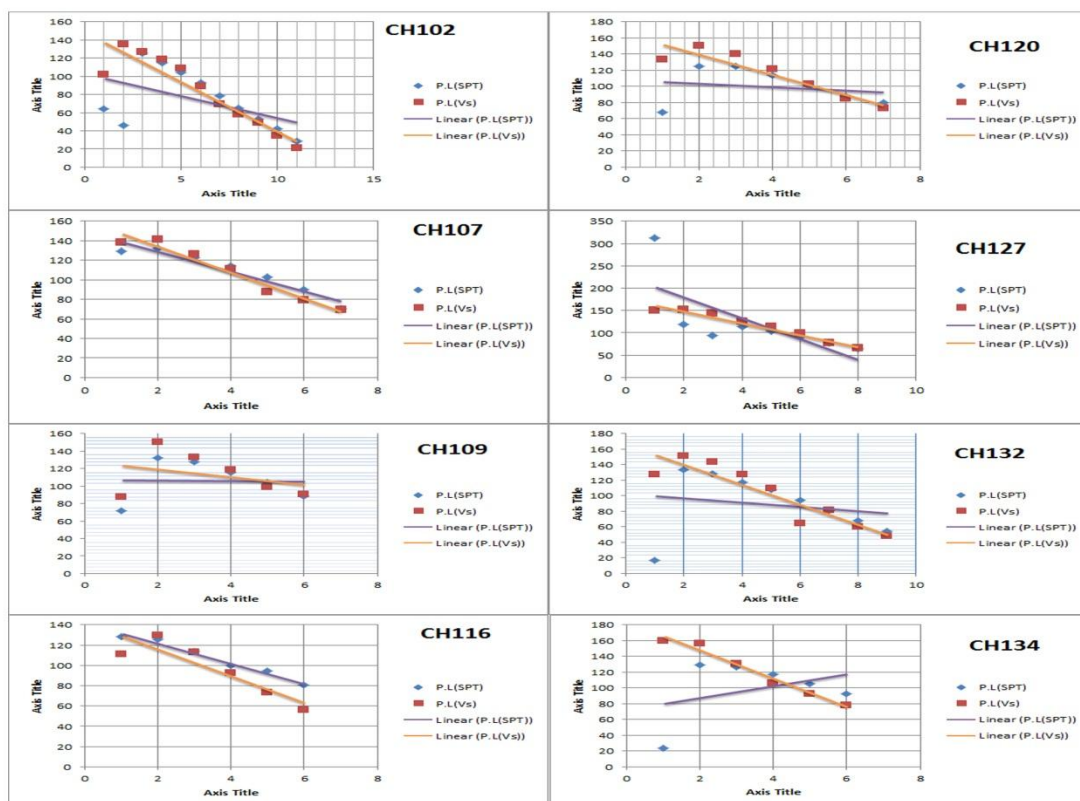 CH102
160
140
120
100
80
60
40
20
0
0 5 10 15
Axis Title
Axis Title
P.L(SPT)
P.L(Vs)
Linear (P.L(SPT))
Linear (P.L(Vs))
CH120
160
140
120
100
80
60
40
20
0
0 2 4 6 8
Axis Title
Axis Title
P.L(SPT)
P.L(Vs)
Linear (P.L(SPT))
Linear (P.L(Vs))
CH107
160
140
120
100
80
60
40
20
0
0 2 4 6 8
Axis Title
Axis Title
P.L(SPT)
P.L(Vs)
Linear (P.L(SPT))
Linear (P.L(Vs))
CH127
350
300
250
200
150
100
50
0
0 2 4 6 8 10
Axis Title
Axis Title
P.L(SPT)
P.L(Vs)
Linear (P.L(SPT))
Linear (P.L(Vs))
CH109
160
140
120
100
80
60
40
20
0
0 2 4 6 8
Axis Title
Axis Title
P.L(SPT)
P.L(Vs)
Linear (P.L(SPT))
Linear (P.L(Vs))
CH132
180
160
140
120
100
80
60
40
20
0
0 2 4 6 8 10
Axis Title
Axis Title
P.L(SPT)
P.L(Vs)
Linear (P.L(SPT))
Linear (P.L(Vs))
CH116
140
120
100
80
60
40
20
0
0 2 4 6 8
Axis Title
Axis Title
P.L(SPT)
P.L(Vs)
Linear (P.L(SPT))
Linear (P.L(Vs))
CH134
180
160
140
120
100
80
60
40
20
0
0 2 4 6 8
Axis Title
Axis Title
P.L(SPT)
P.L(Vs)
Linear (P.L(SPT))
Linear (P.L(Vs))